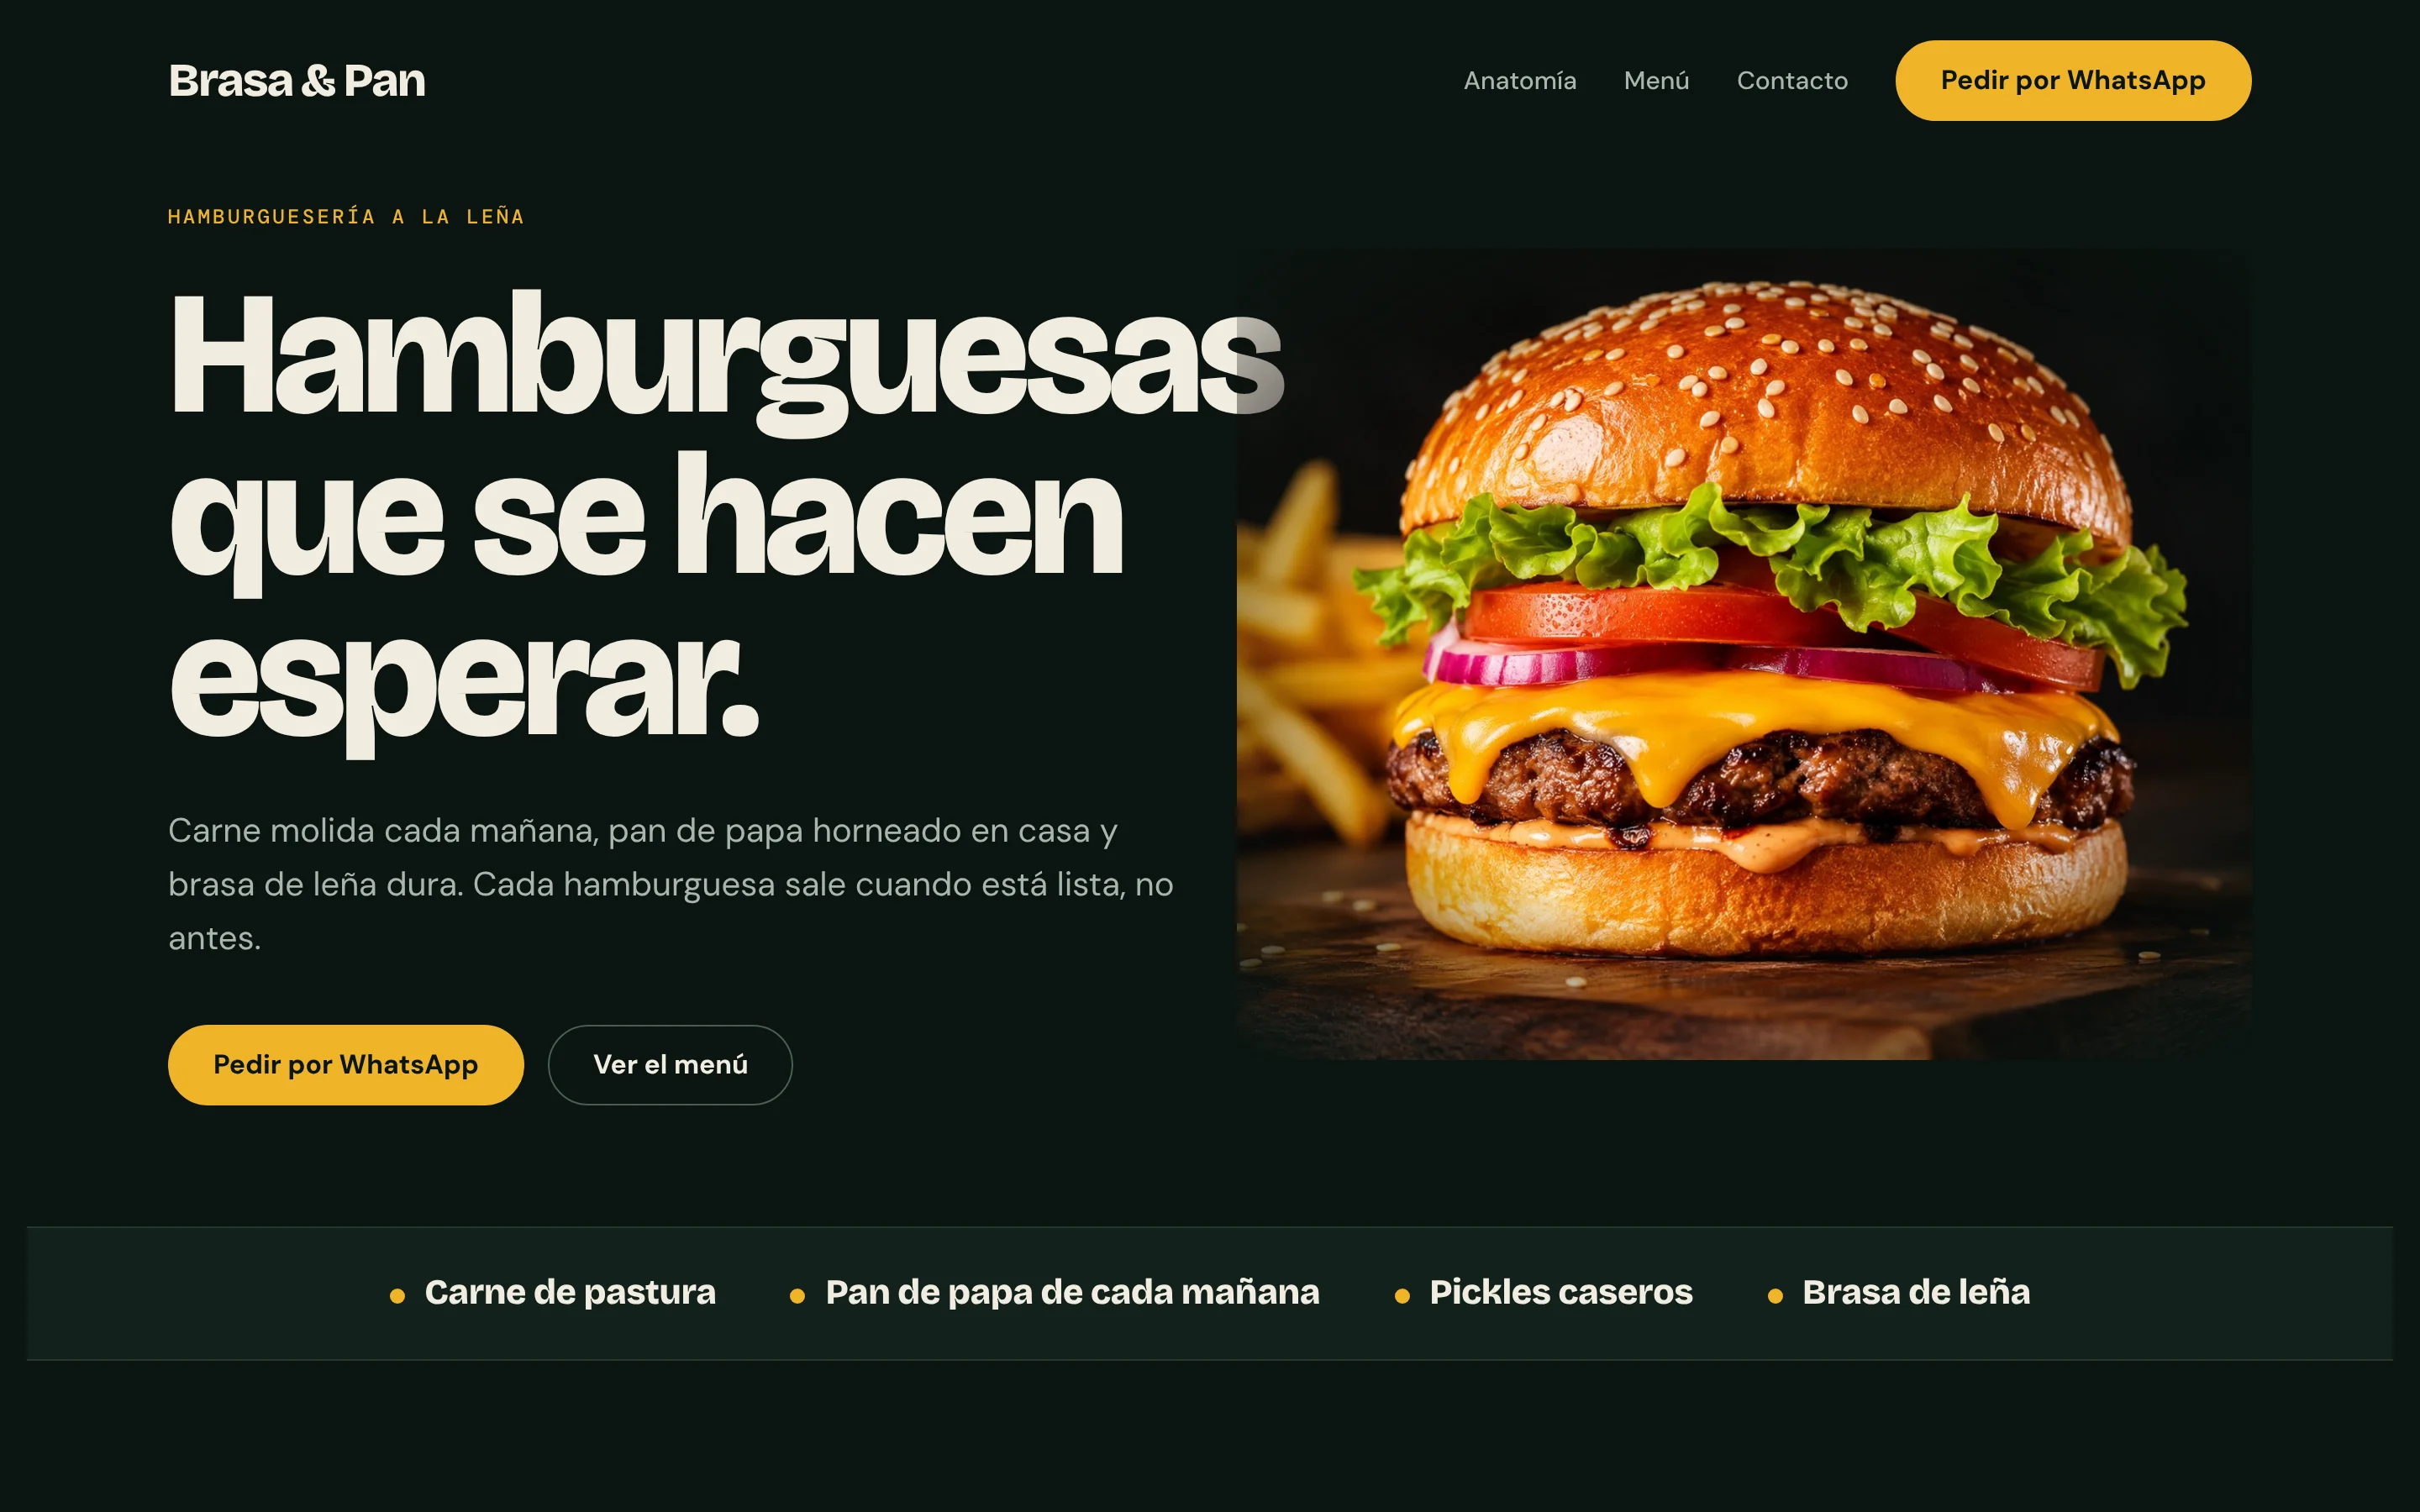 Brasa & Pan
Anatomía
Menú
Contacto
Pedir por WhatsApp
HAMBURGUESERÍA A LA LEÑA
Hamburguesas
que se hacen
esperar.
Carne molida cada mañana, pan de papa horneado en casa y
brasa de leña dura. Cada hamburguesa sale cuando está lista, no
antes.
Pedir por WhatsApp
Ver el menú
Carne de pastura
Pan de papa de cada mañana
Pickles caseros
Brasa de leña